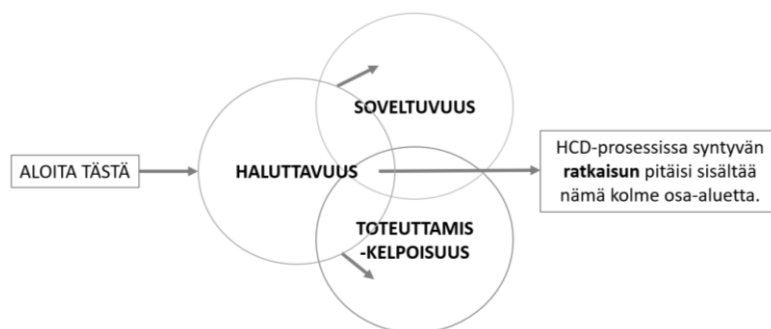 ALOITA TÄSTÄ
HALUTTAVUUS
SOVELTUVUUS
TOTEUTTAMIS
-KELPOISUUS
HCD-prosessissa syntyvän
ratkaisun pitäisi sisältää
nämä kolme osa-aluetta.